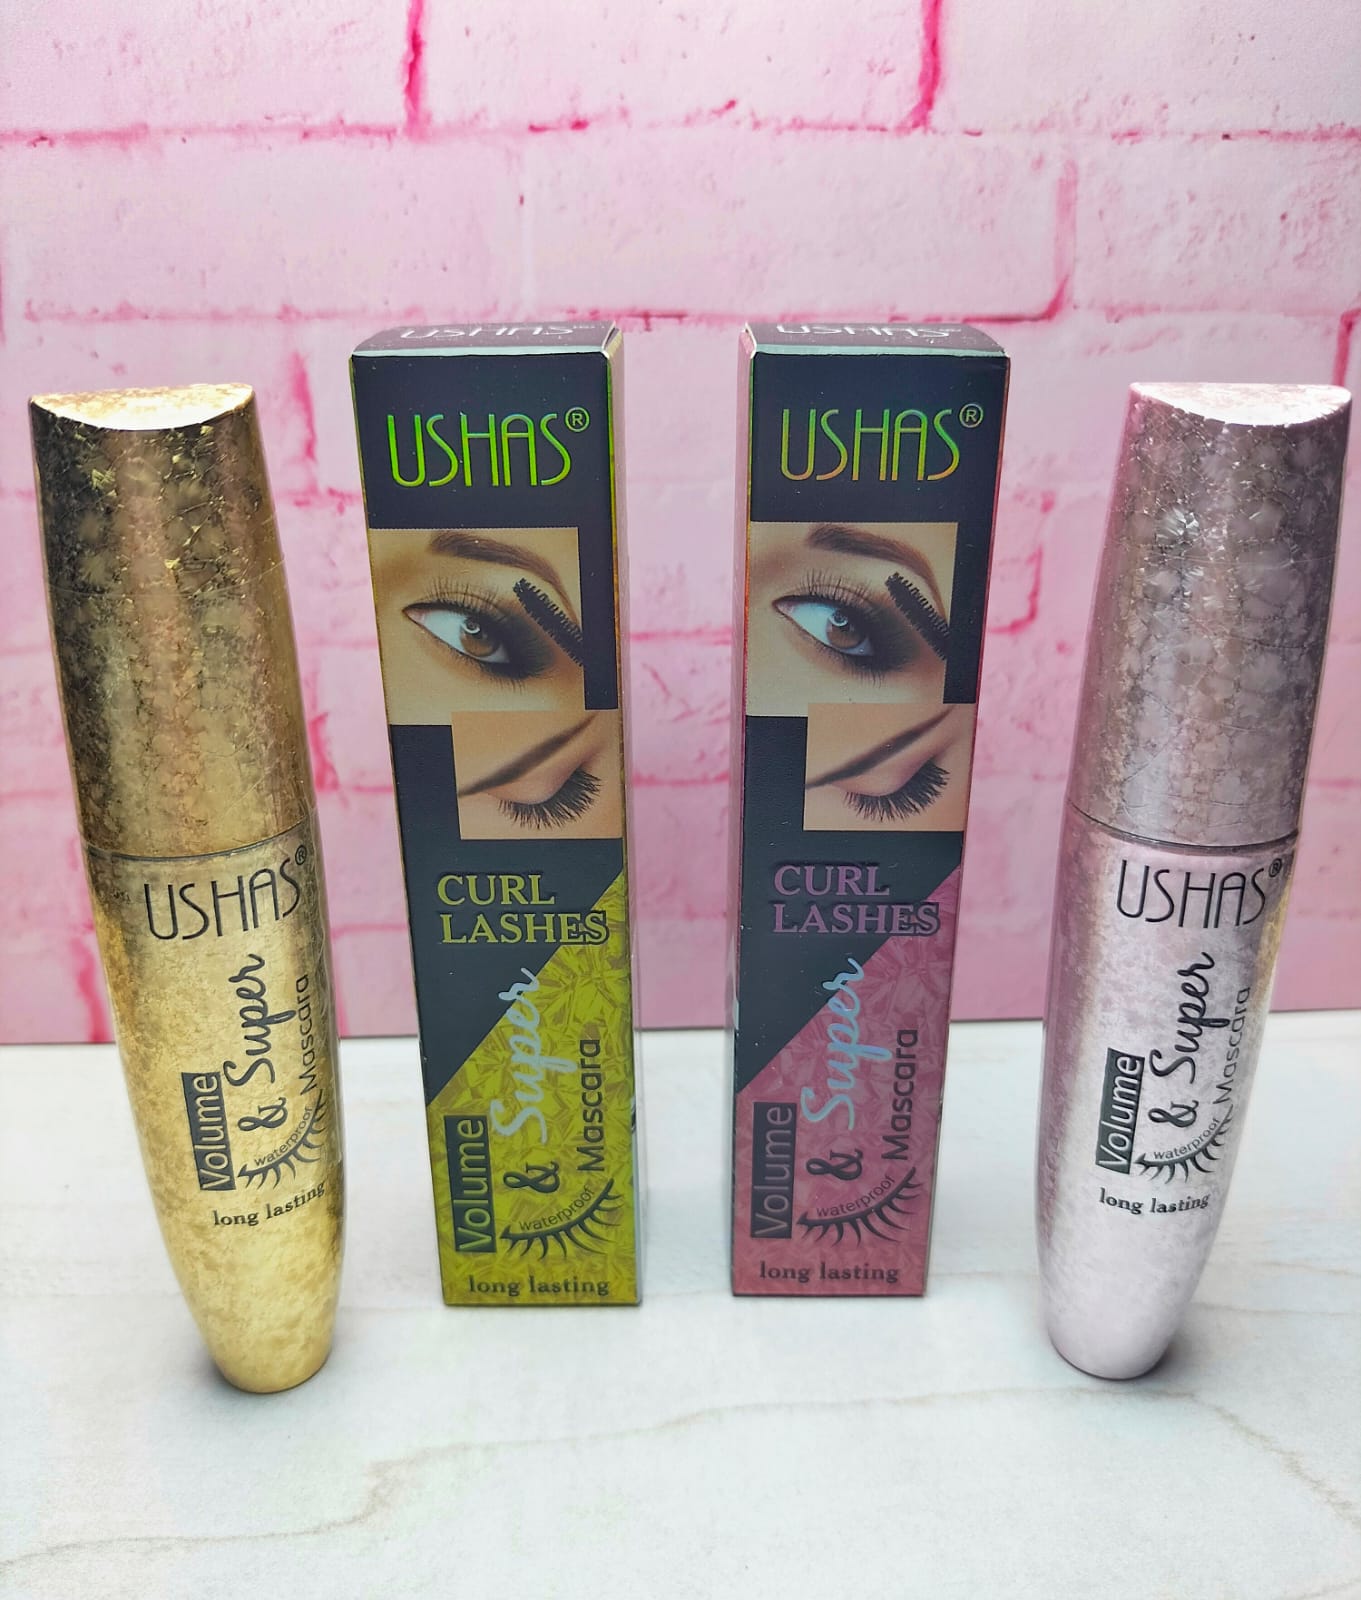 USHAS®
Volume
& Super
waterproof Mascara
long lasting
USHAS
USHAS®
CURL
LASHES
Volume
& Super
waterproof Mascara
long lasting
USHAS
USHAS®
CURL
LASHES
Volume
& Super
waterproof Mascara
long lasting
USHAS®
Volume
& Super
waterproof Mascara
long lasting